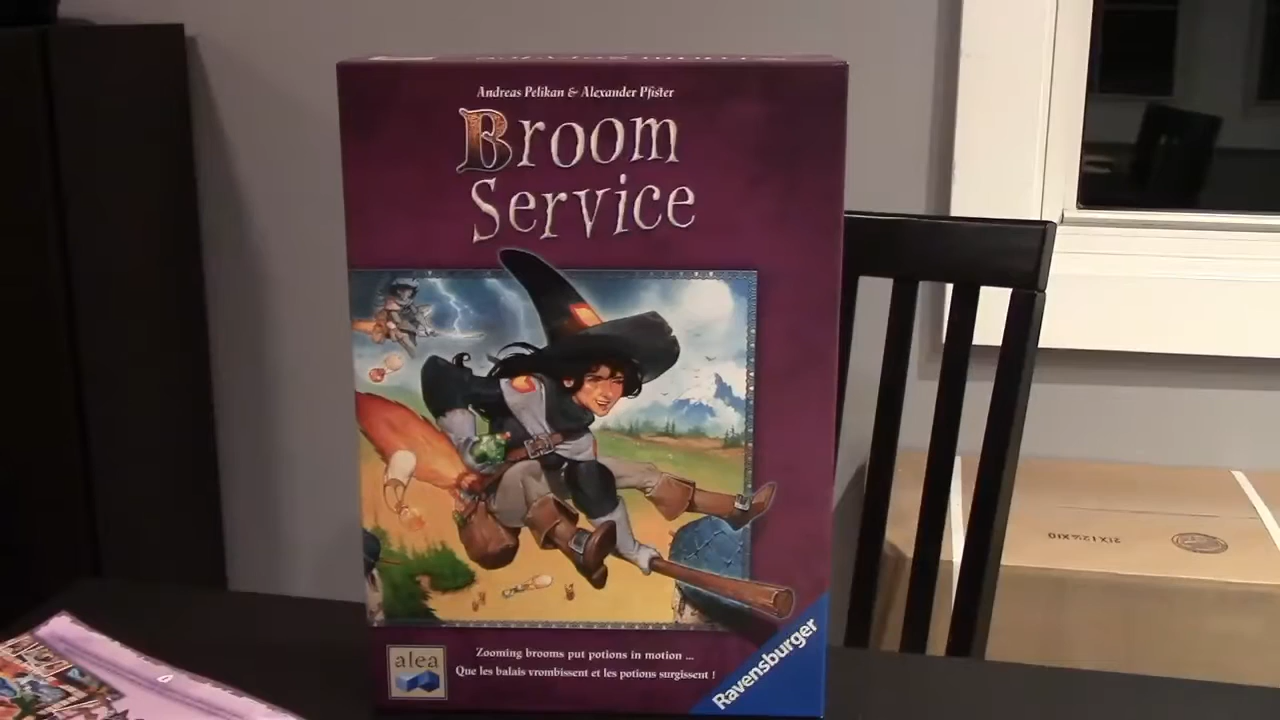 Andreas Pelikan & Alexander Pfister
Broom
Service
alea
Zooming brooms put potions in motion ...
Que les balais vrombissent et les potions surgissent !
Ravensburger